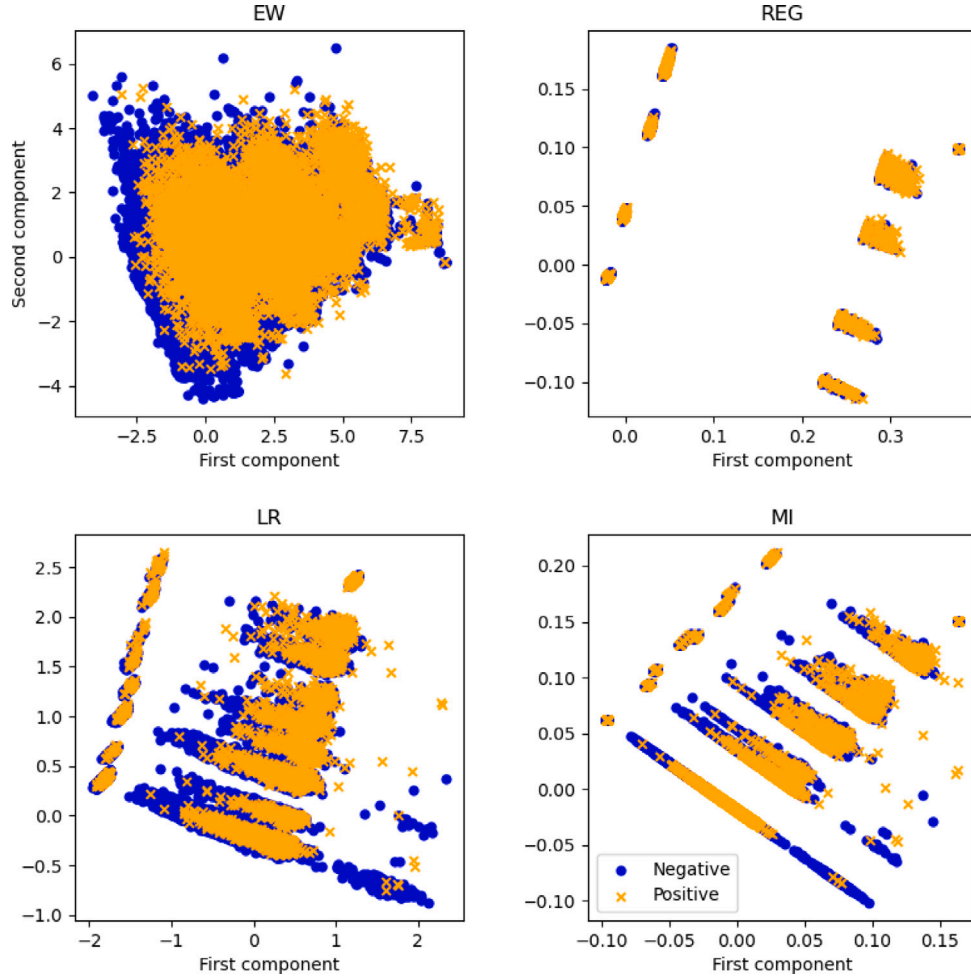 EW
6
4
2
0
−2
−4
Second component
−2.5 0.0 2.5 5.0 7.5
First component
REG
0.15
0.10
0.05
0.00
−0.05
−0.10
0.0 0.1 0.2 0.3
First component
LR
2.5
2.0
1.5
1.0
0.5
0.0
−0.5
−1.0
−2 −1 0 1 2
First component
MI
0.20
0.15
0.10
0.05
0.00
−0.05
−0.10
Negative
Positive
−0.10 −0.05 0.00 0.05 0.10 0.15
First component